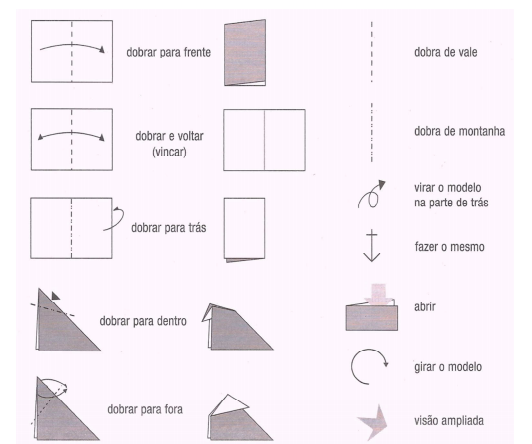 dobrar para frente
dobrar e voltar
(vincar)
dobrar para trás
dobrar para dentro
dobrar para fora
dobra de vale
dobra de montanha
virar o modelo
na parte de trás
fazer o mesmo
abrir
girar o modelo
visão ampliada